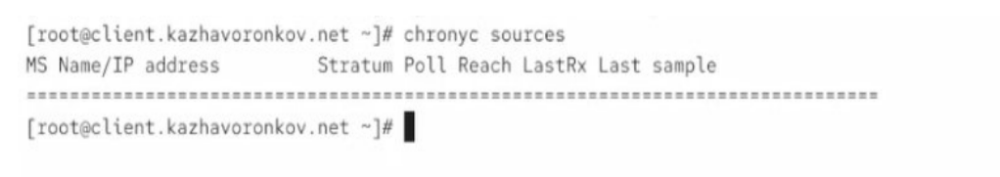 [root@client.kazhavoronkov.net ~]# chronyc sources
MS Name/IP address         Stratum Poll Reach LastRx Last sample
===============================================================================
[root@client.kazhavoronkov.net ~]#